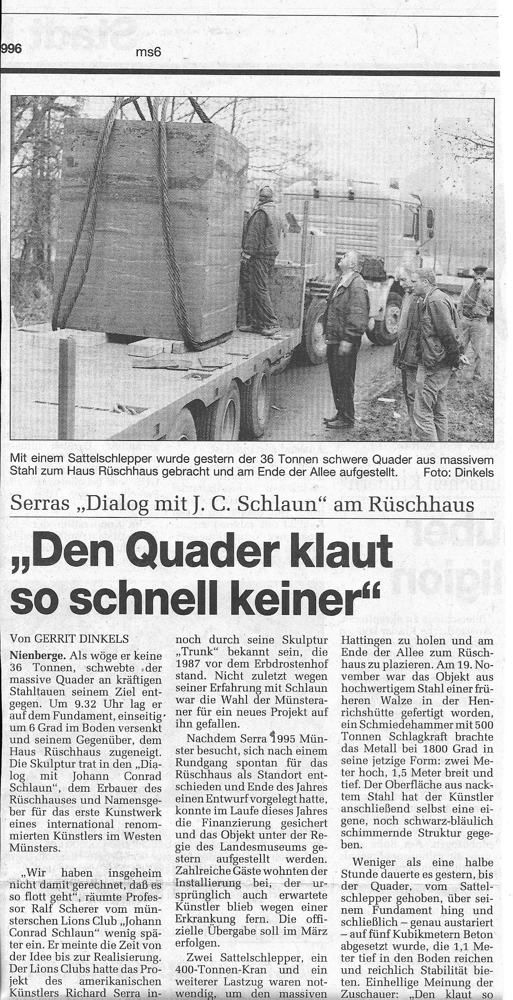 996
ms6
Mit einem Sattelschlepper wurde gestern der 36 Tonnen schwere Quader aus massivem
Stahl zum Haus Rüschhaus gebracht und am Ende der Allee aufgestellt. Foto: Dinkels
Serras „Dialog mit J. C. Schlaun“ am Rüschhaus
„Den Quader klaut
so schnell keiner“
Von GERRIT DINKELS
Nienberge. Als wöge er keine
36 Tonnen, schwebte der
massive Quader an kräftigen
Stahltauen seinem Ziel ent-
gegen. Um 9.32 Uhr lag er
auf dem Fundament, einseitig
um 6 Grad im Boden versenkt
und seinem Gegenüber, dem
Haus Rüschhaus zugeneigt.
Die Skulptur trat in den „Dia-
log mit Johann Conrad
Schlaun“, dem Erbauer des
Rüschhauses und Namensge-
ber für das erste Kunstwerk
eines international renom-
mierten Künstlers im Westen
Münsters.
„Wir haben insgeheim
nicht damit gerechnet, daß es
so flott geht“, räumte Profes-
sor Ralf Scherer vom mün-
sterschen Lions Club „Johann
Conrad Schlaun“ wenig spä-
ter ein. Er meinte die Zeit von
der Idee bis zur Realisierung.
Der Lions Clubs hatte das Pro-
jekt des amerikanischen
Künstlers Richard Serra in-
noch durch seine Skulptur
„Trunk“ bekannt sein, die
1987 vor dem Erbdrostenhof
stand. Nicht zuletzt wegen
seiner Erfahrung mit Schlaun
war die Wahl der Münstera-
ner für ein neues Projekt auf
ihn gefallen.
Nachdem Serra 1995 Mün-
ster besucht, sich nach einem
Rundgang spontan für das
Rüschhaus als Standort ent-
schieden und Ende des Jahres
einen Entwurf vorgelegt hatte,
konnte im Laufe dieses Jahres
die Finanzierung gesichert
und das Objekt unter der Re-
gie des Landesmuseums ge-
stern aufgestellt werden.
Zahlreiche Gäste wohnten der
Installierung bei, der ur-
sprünglich auch erwartete
Künstler blieb wegen einer
Erkrankung fern. Die offi-
zielle Übergabe soll im März
erfolgen.
Zwei Sattelschlepper, ein
400-Tonnen-Kran und ein
weiterer Lastzug waren not-
wendig, um den massiven
Hattingen zu holen und am
Ende der Allee zum Rüsch-
haus zu plazieren. Am 19. No-
vember war das Objekt aus
hochwertigem Stahl einer frü-
heren Walze in der Hen-
richshütte gefertigt worden,
ein Schmiedehammer mit 500
Tonnen Schlagkraft brachte
das Metall bei 1800 Grad in
seine jetzige Form: zwei Me-
ter hoch, 1,5 Meter breit und
tief. Der Oberfläche aus nack-
tem Stahl hat der Künstler
anschließend selbst eine ei-
gene, noch schwarz-bläulich
schimmernde Struktur gege-
ben.
Weniger als eine halbe
Stunde dauerte es gestern, bis
der Quader, vom Sattel-
schlepper gehoben, über sei-
nem Fundament hing und
schließlich – genau austariert
– auf fünf Kubikmetern Beton
abgesetzt wurde, die 1,1 Me-
ter tief in den Boden reichen
und reichlich Stabilität bie-
ten. Einhellige Meinung der
Zuschauer: „Den klaut so